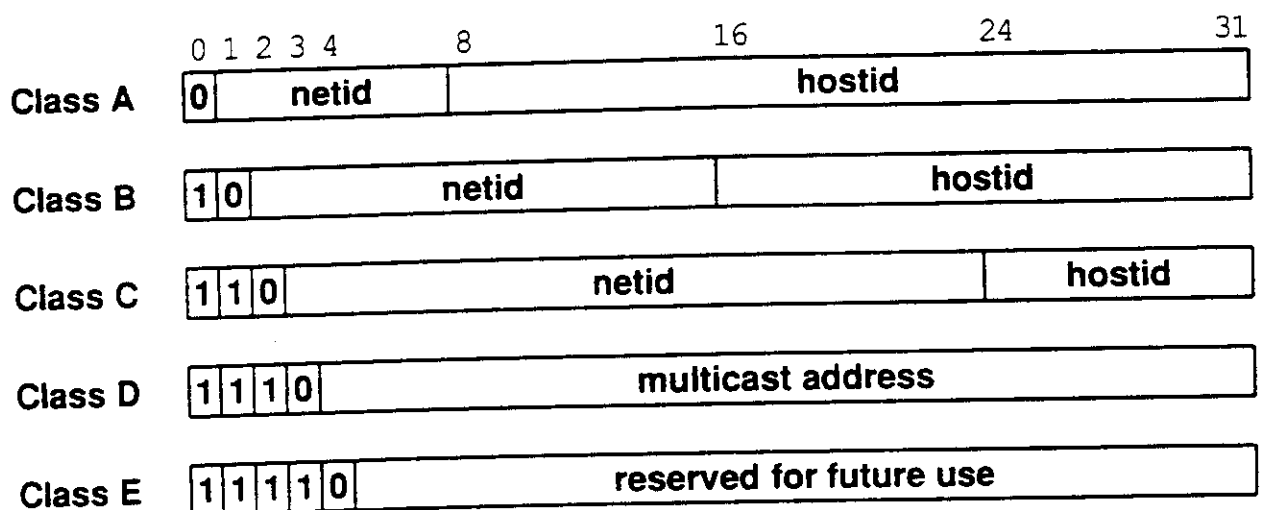 0 1 2 3 4 8 16 24 31
Class A 0 netid hostid
Class B 1 0 netid hostid
Class C 1 1 0 netid hostid
Class D 1 1 1 0 multicast address
Class E 1 1 1 1 0 reserved for future use